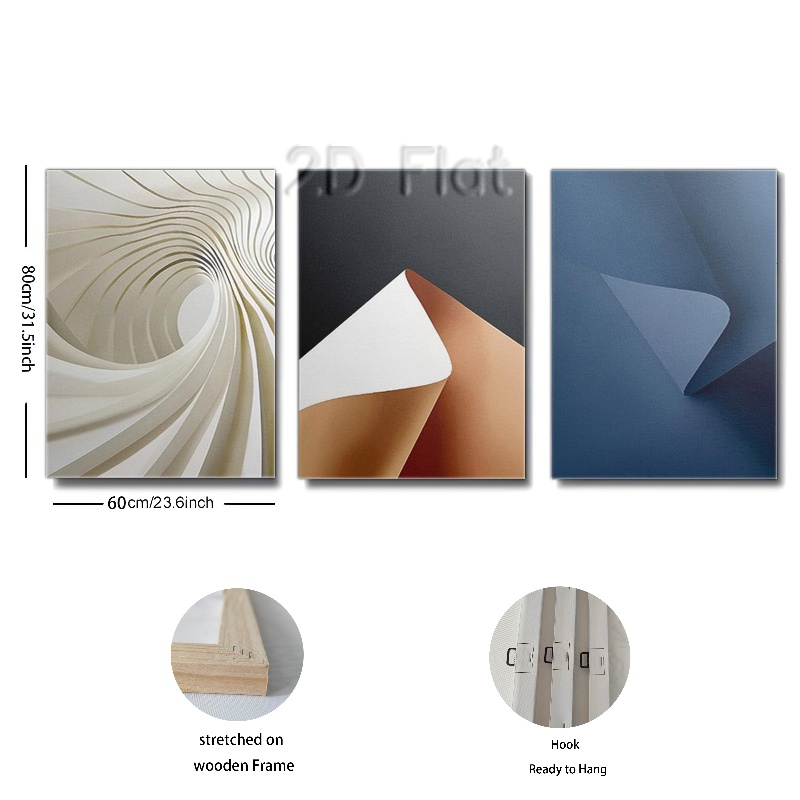 2D Flat
80cm/31.5inch
60cm/23.6inch
stretched on
wooden Frame
Hook
Ready to Hang